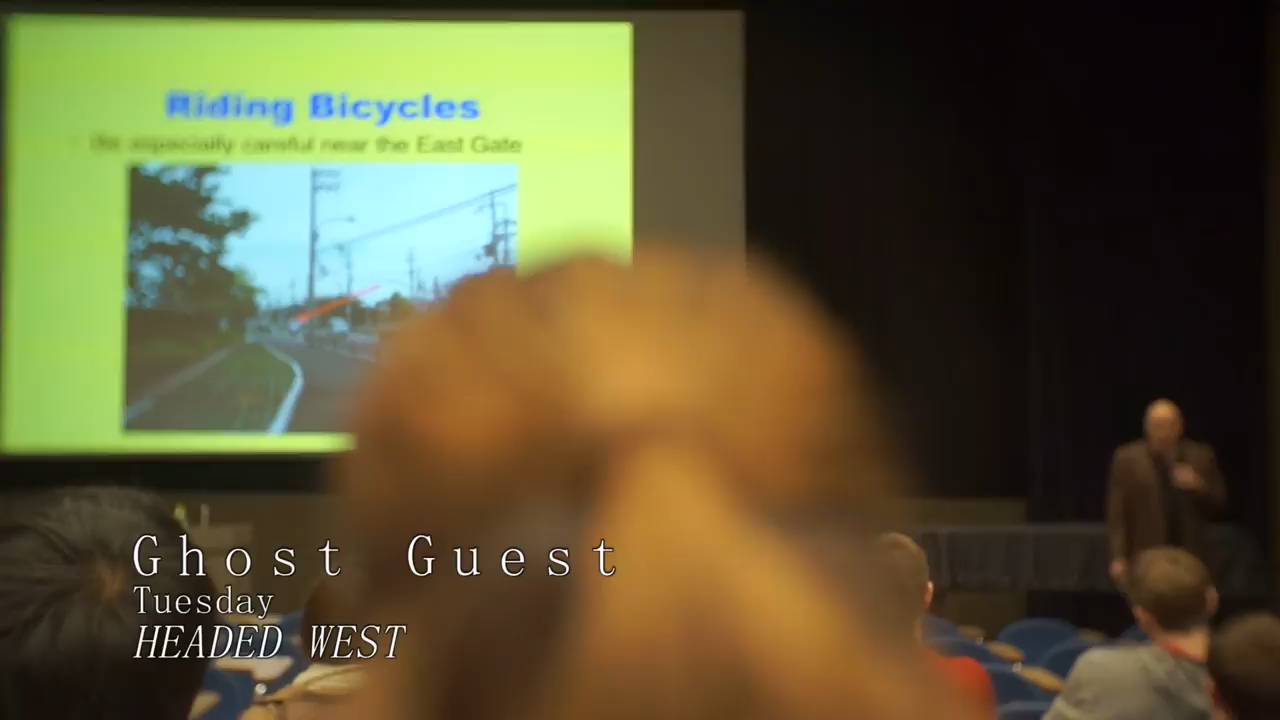 Riding Bicycles
Be especially careful near the East Gate
Ghost Guest
Tuesday
HEADED WEST